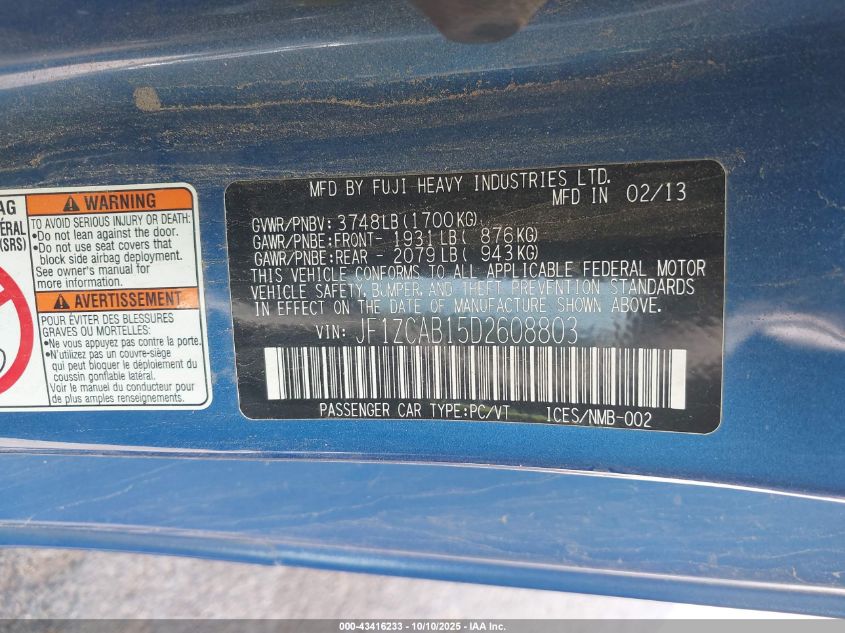 AG
ÉRAL
(SRS)
WARNING
TO AVOID SERIOUS INJURY OR DEATH:
•Do not lean against the door.
•Do not use seat covers that
block side airbag deployment.
See owner's manual for
more information.
AVERTISSEMENT
POUR ÉVITER DES BLESSURES
GRAVES OU MORTELLES:
•Ne vous appuyez pas contre la porte.
•N'utilizez pas un couvre-siège
qui peut bloquer le déploiement du
coussin gonflable latéral.
Voir le manuel du conducteur pour
de plus amples renseignements.
MFD BY FUJI HEAVY INDUSTRIES LTD.
MFD IN 02/13
GVWR/PNBV: 3748LB(1700KG)
GAWR/PNBE:FRONT- 1931LB( 876KG)
GAWR/PNBE:REAR - 2079LB( 943KG)
THIS VEHICLE CONFORMS TO ALL APPLICABLE FEDERAL MOTOR
VEHICLE SAFETY, BUMPER, AND THEFT PREVENTION STANDARDS
IN EFFECT ON THE DATE OF MANUFACTURE SHOWN ABOVE.
VIN: JF1ZCAB15D2608803
PASSENGER CAR TYPE:PC/VT ICES/NMB-002
000-43416233 - 10/10/2025 - IAA Inc.